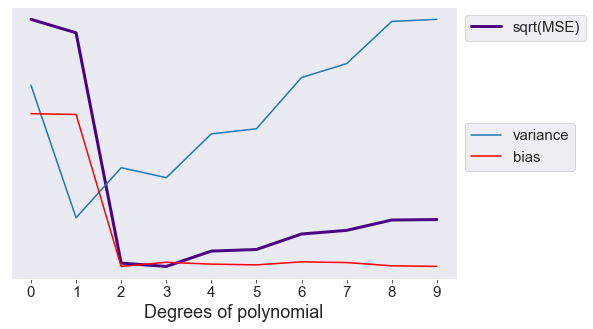 sqrt(MSE)
variance
bias
0 1 2 3 4 5 6 7 8 9
Degrees of polynomial